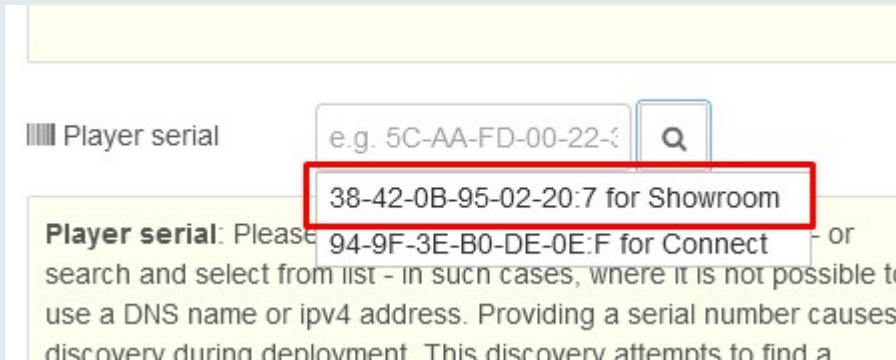 Player serial
e.g. 5C-AA-FD-00-22-
38-42-0B-95-02-20:7 for Showroom
94-9F-3E-B0-DE-0E:F for Connect
Player serial: Please - or
search and select from list - in such cases, where it is not possible to
use a DNS name or ipv4 address. Providing a serial number causes
discovery during deployment. This discovery attempts to find a